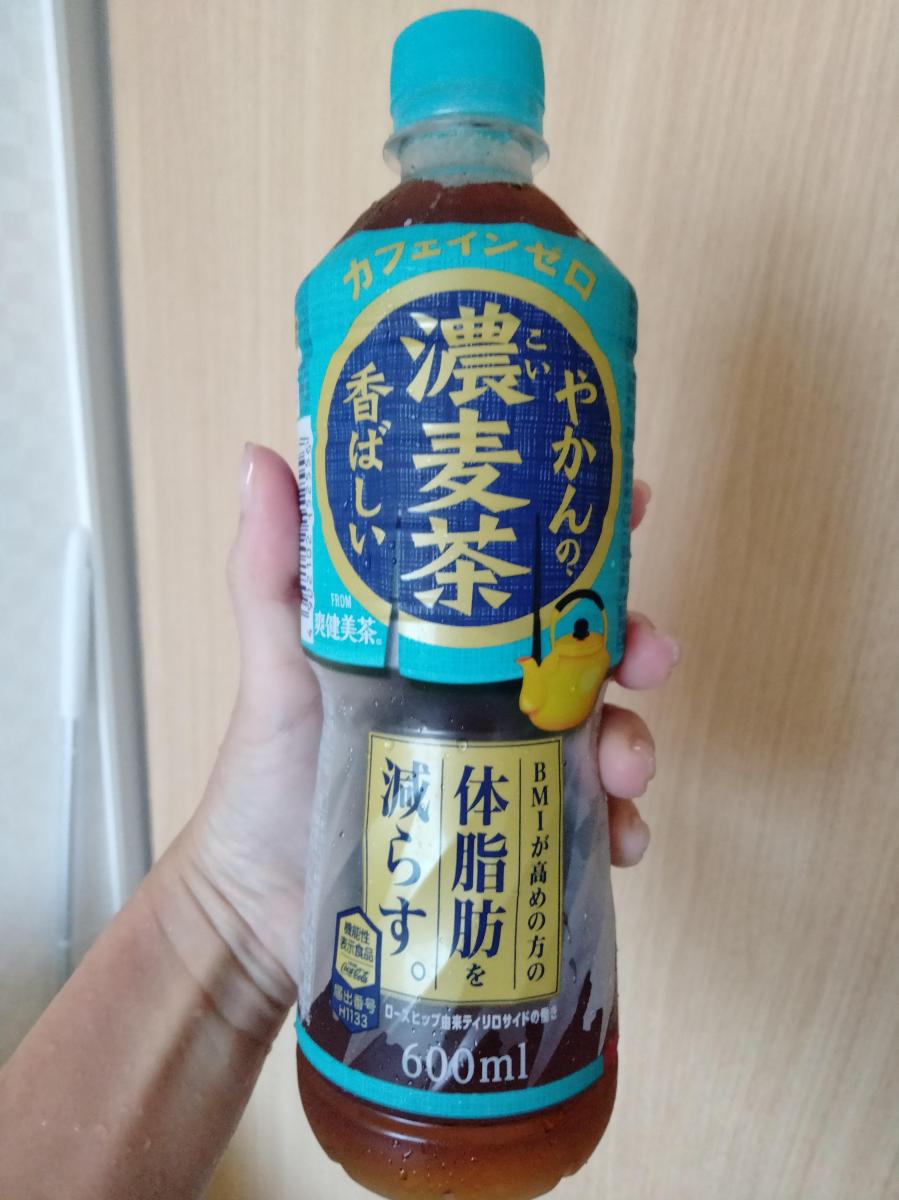 カフェインゼロ
やかんの、
濃麦茶
こい
香ばしい
FROM
爽健美茶®
BMIが高めの方の
体脂肪を
減らす。
機能性
表示食品
届出番号
H1133
ローズヒップ由来ティリロサイドの働き
600ml